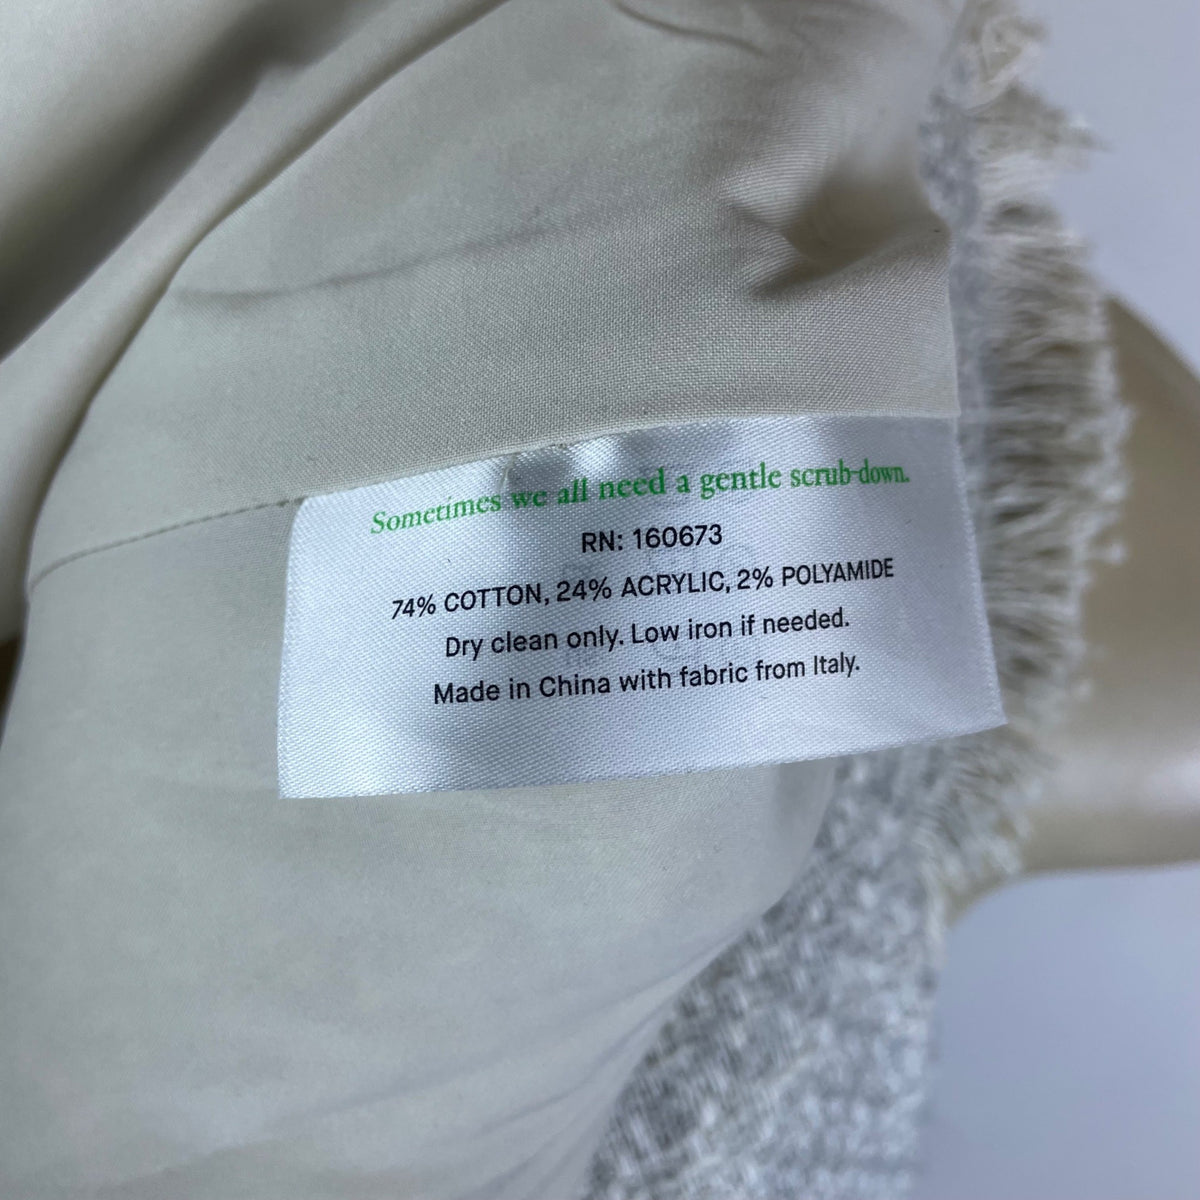 Sometimes we all need a gentle scrub-down.
RN: 160673
74% COTTON, 24% ACRYLIC, 2% POLYAMIDE
Dry clean only. Low iron if needed.
Made in China with fabric from Italy.